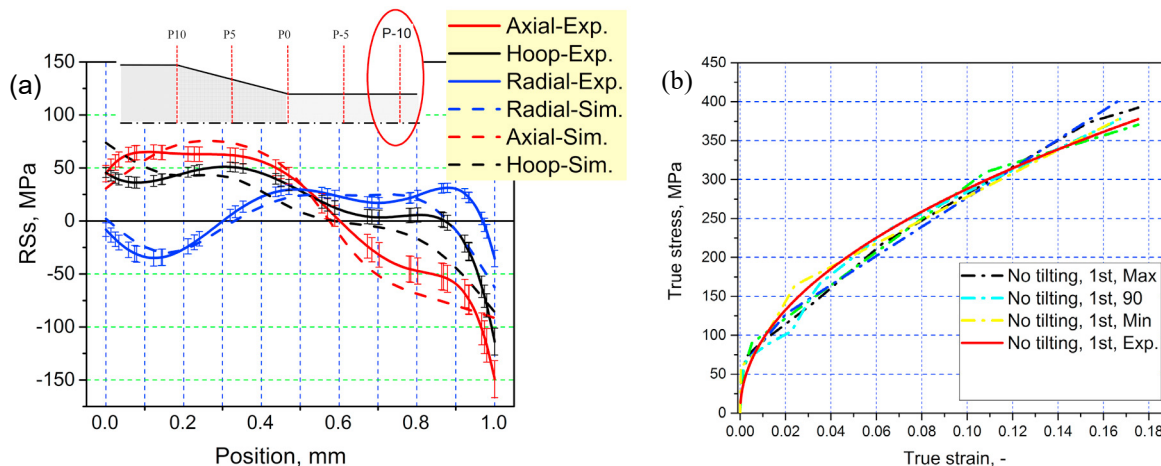 (a)
P10 P5 P0 P-5 P-10
Axial-Exp.
Hoop-Exp.
Radial-Exp.
Radial-Sim.
Axial-Sim.
Hoop-Sim.
150
100
50
0
-50
-100
-150
RSs, MPa
0.0 0.2 0.4 0.6 0.8 1.0
Position, mm
(b)
450
400
350
300
250
200
150
100
50
0
True stress, MPa
No tilting, 1st, Max
No tilting, 1st, 90
No tilting, 1st, Min
No tilting, 1st, Exp.
0.00 0.02 0.04 0.06 0.08 0.10 0.12 0.14 0.16 0.18
True strain, -